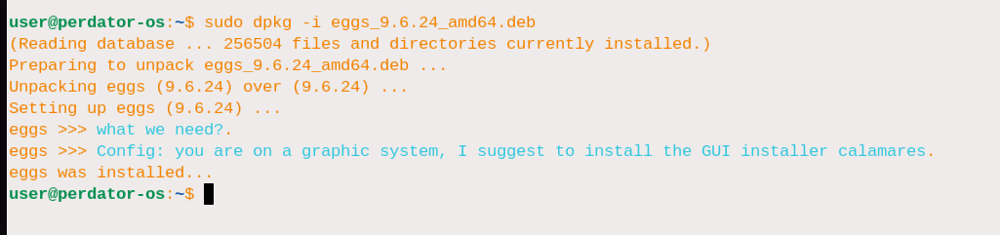 user@perdator-os:~$ sudo dpkg -i eggs_9.6.24_amd64.deb
(Reading database ... 256504 files and directories currently installed.)
Preparing to unpack eggs_9.6.24_amd64.deb ...
Unpacking eggs (9.6.24) over (9.6.24) ...
Setting up eggs (9.6.24) ...
eggs >>> what we need?.
eggs >>> Config: you are on a graphic system, I suggest to install the GUI installer calamares.
eggs was installed...
user@perdator-os:~$